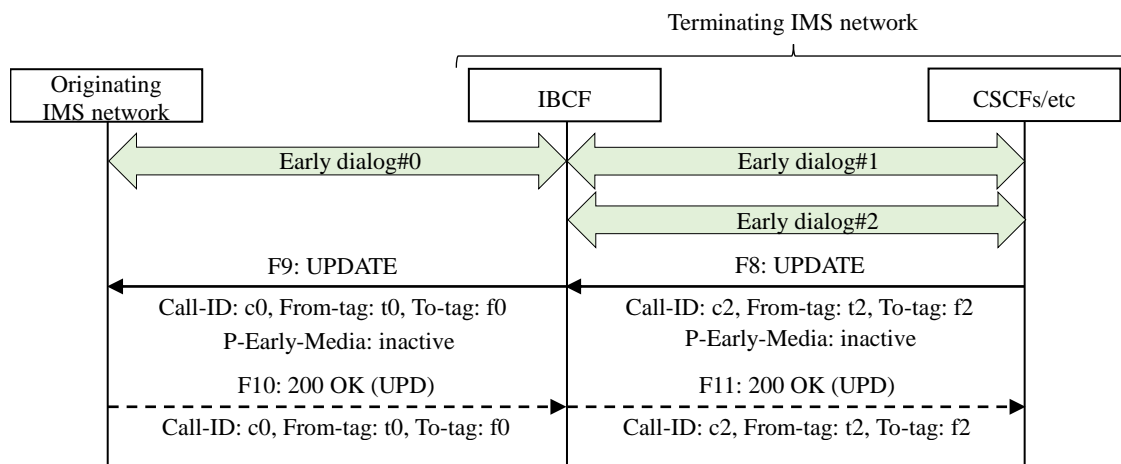 Terminating IMS network
Originating
IMS network
IBCF
CSCFs/etc
Early dialog#0
Early dialog#1
Early dialog#2
F9: UPDATE
F8: UPDATE
Call-ID: c0, From-tag: t0, To-tag: f0
Call-ID: c2, From-tag: t2, To-tag: f2
P-Early-Media: inactive
P-Early-Media: inactive
F10: 200 OK (UPD)
F11: 200 OK (UPD)
Call-ID: c0, From-tag: t0, To-tag: f0
Call-ID: c2, From-tag: t2, To-tag: f2